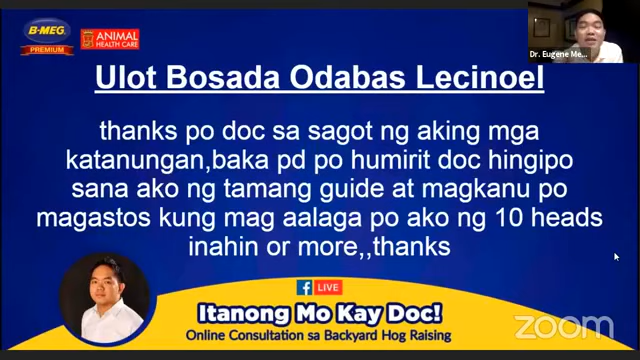 B-MEG
PREMIUM
ANIMAL
HEALTH CARE
Dr. Eugene Me...
Ulot Bosada Odabas Lecinoel
thanks po doc sa sagot ng aking mga
katanungan,baka pd po humirit doc hingipo
sana ako ng tamang guide at magkanu po
magastos kung mag aalaga po ako ng 10 heads
inahin or more,,thanks
f LIVE
Itanong Mo Kay Doc!
Online Consultation sa Backyard Hog Raising
zoom